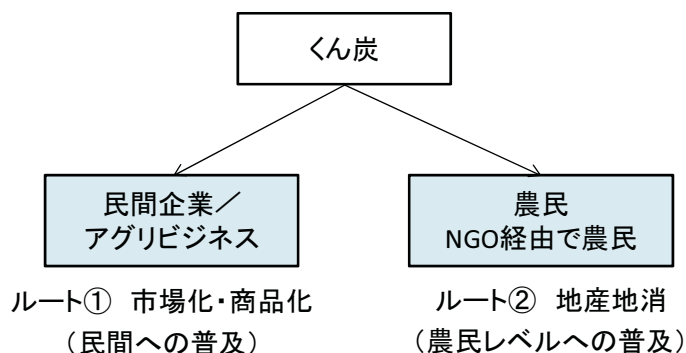 くん炭
民間企業／
アグリビジネス
農民
NGO経由で農民
ルート① 市場化・商品化
（民間への普及）
ルート② 地産地消
（農民レベルへの普及）